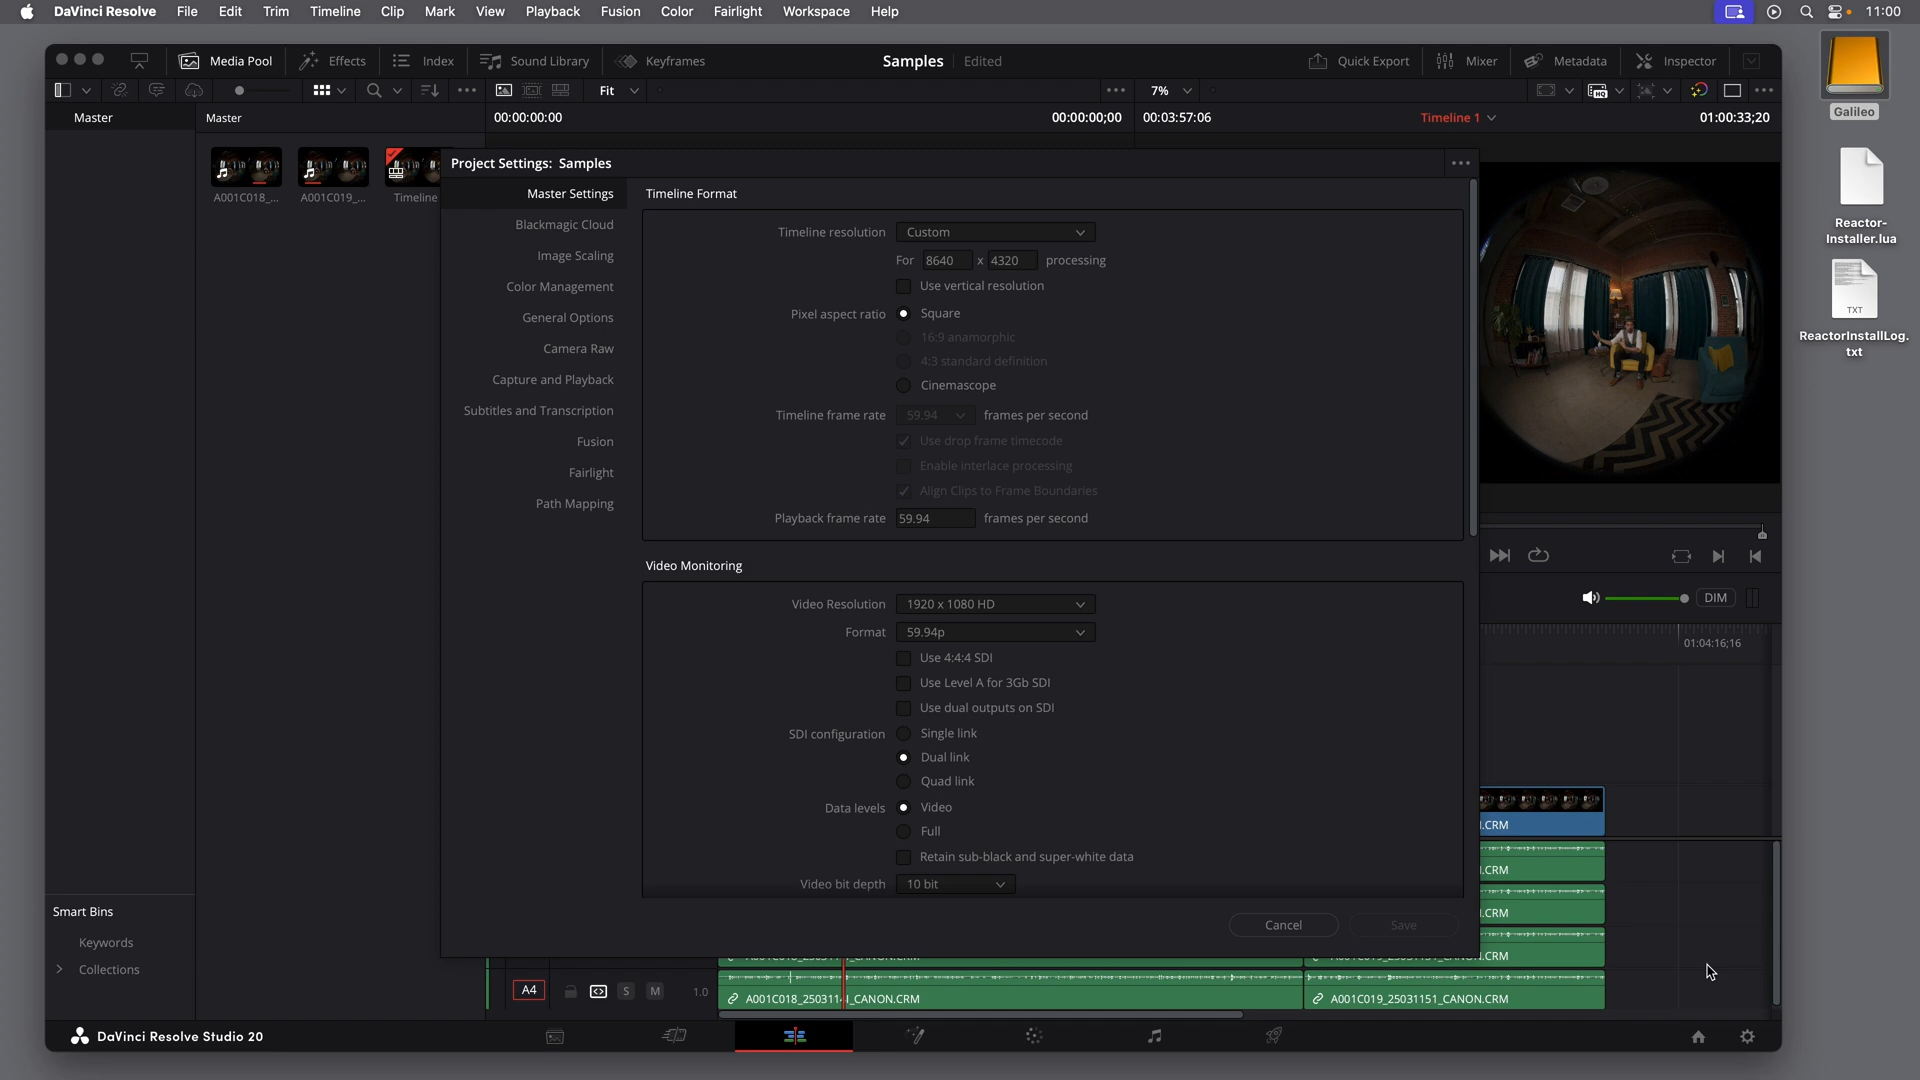 DaVinci Resolve File Edit Trim Timeline Clip Mark View Playback Fusion Color Fairlight Workspace Help 11:00
Media Pool Effects Index Sound Library Keyframes Samples Edited Quick Export Mixer Metadata Inspector
Fit 7%
Master Master 00:00:00:00 00:00:00;00 00:03:57:06 Timeline 1 01:00:33;20
A001C018_... A001C019_... Timeline
Project Settings: Samples
Master Settings
Blackmagic Cloud
Image Scaling
Color Management
General Options
Camera Raw
Capture and Playback
Subtitles and Transcription
Fusion
Fairlight
Path Mapping
Timeline Format
Timeline resolution Custom
For 8640 x 4320 processing
Use vertical resolution
Pixel aspect ratio Square
16:9 anamorphic
4:3 standard definition
Cinemascope
Timeline frame rate 59.94 frames per second
Use drop frame timecode
Enable interlace processing
Align Clips to Frame Boundaries
Playback frame rate 59.94 frames per second
Video Monitoring
Video Resolution 1920 x 1080 HD
Format 59.94p
Use 4:4:4 SDI
Use Level A for 3Gb SDI
Use dual outputs on SDI
SDI configuration Single link
Dual link
Quad link
Data levels Video
Full
Retain sub-black and super-white data
Video bit depth 10 bit
Cancel Save
DIM
01:04:16;16
.CRM
.CRM
.CRM
.CRM
Smart Bins
Keywords
Collections
A4 S M 1.0 A001C018_2503114 _CANON.CRM A001C019_25031151_CANON.CRM
DaVinci Resolve Studio 20
Galileo
Reactor-
Installer.lua
TXT
ReactorInstallLog.
txt